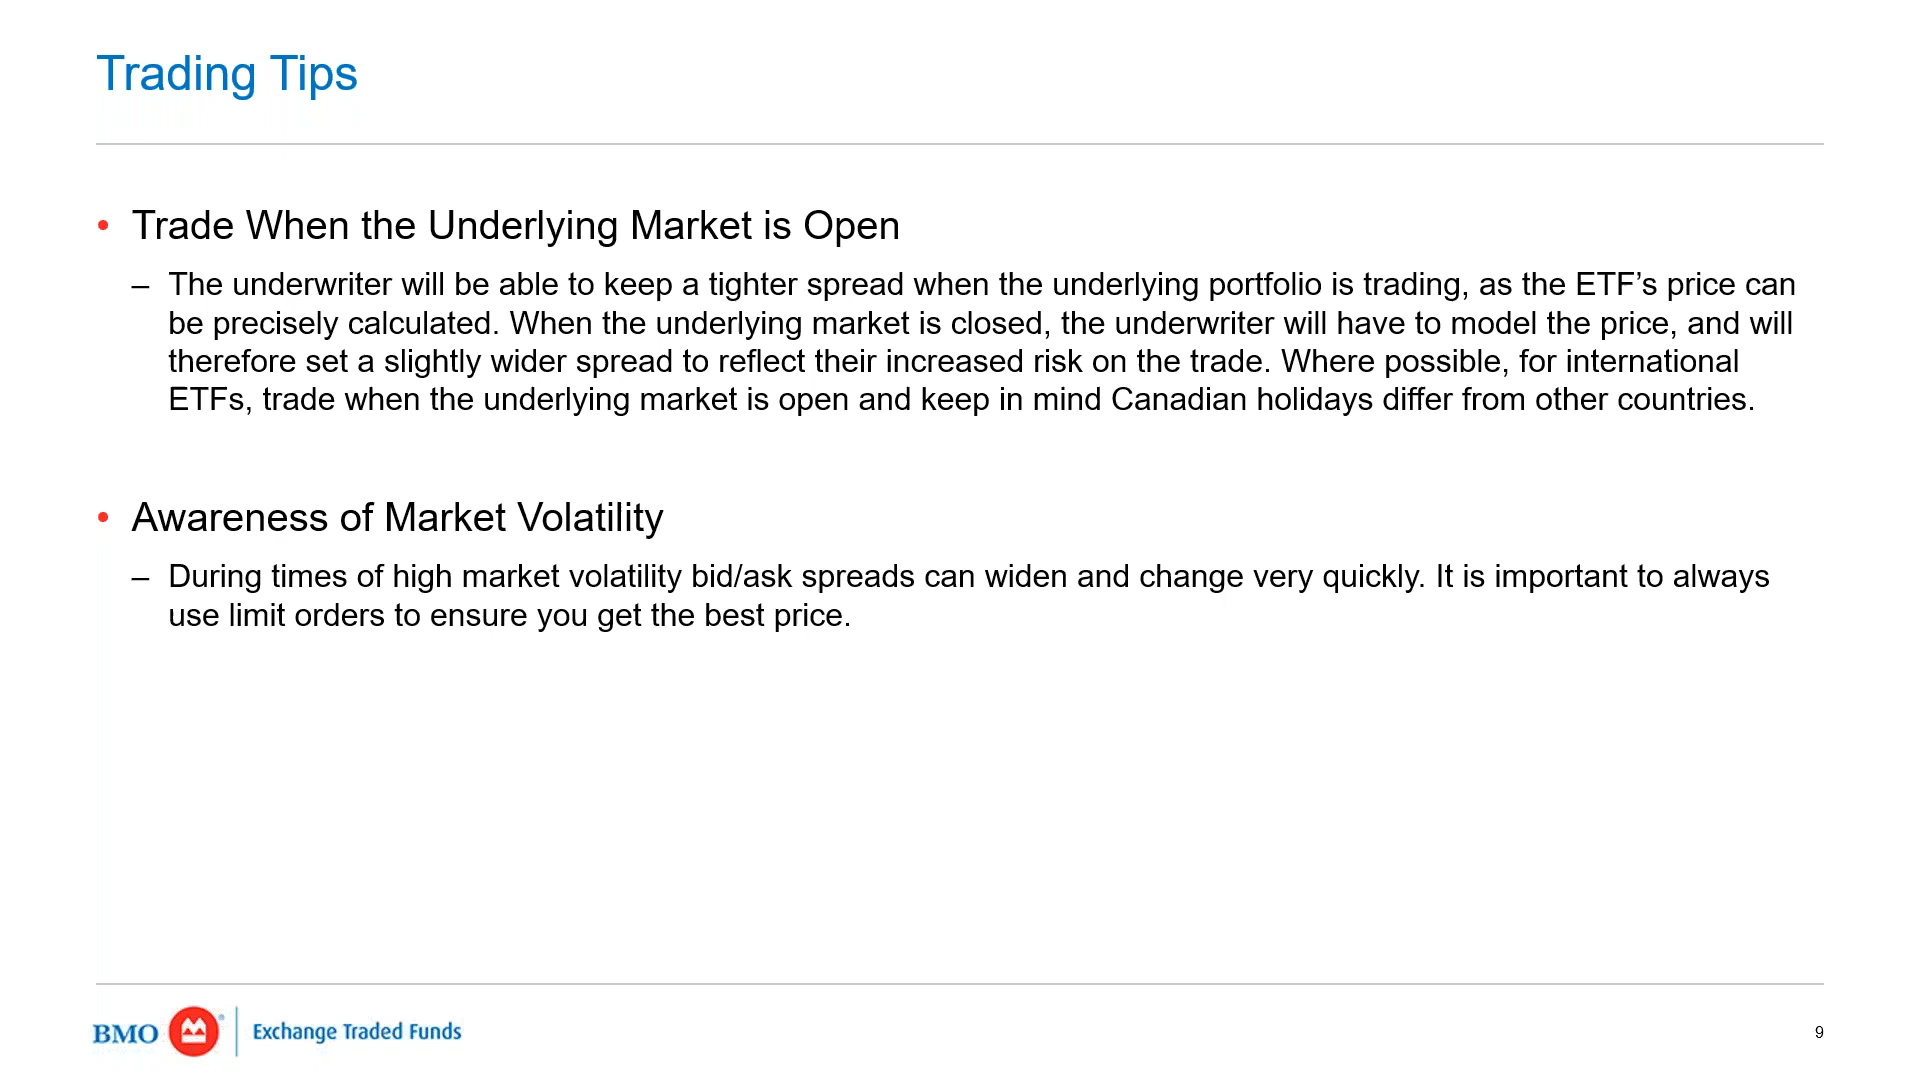 Trading Tips
• Trade When the Underlying Market is Open
– The underwriter will be able to keep a tighter spread when the underlying portfolio is trading, as the ETF’s price can
be precisely calculated. When the underlying market is closed, the underwriter will have to model the price, and will
therefore set a slightly wider spread to reflect their increased risk on the trade. Where possible, for international
ETFs, trade when the underlying market is open and keep in mind Canadian holidays differ from other countries.
• Awareness of Market Volatility
– During times of high market volatility bid/ask spreads can widen and change very quickly. It is important to always
use limit orders to ensure you get the best price.
BMO Exchange Traded Funds
9